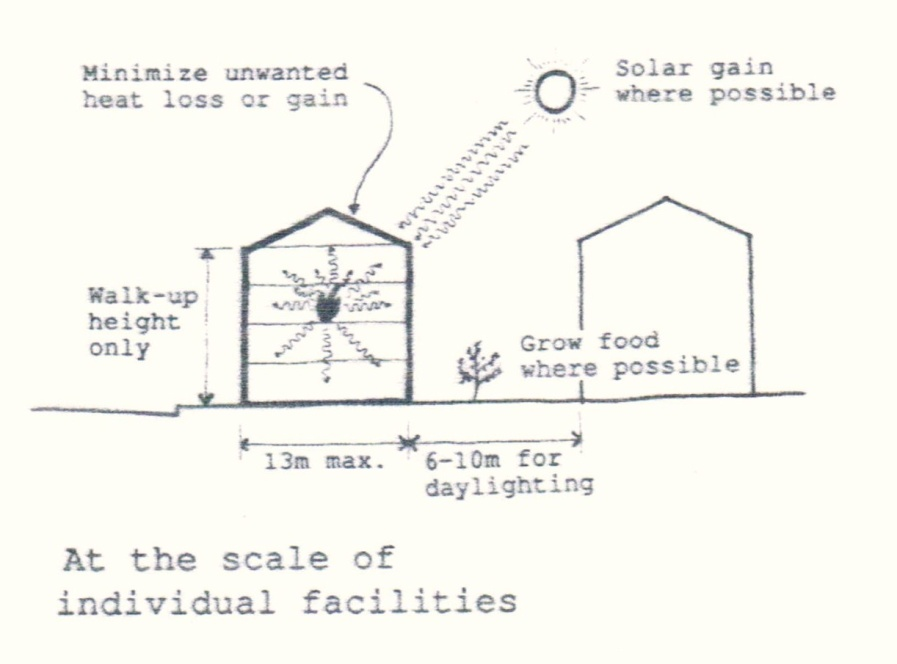 Minimize unwanted
heat loss or gain
Solar gain
where possible
Walk-up
height
only
Grow food
where possible
13m max.
6-10m for
daylighting
At the scale of
individual facilities